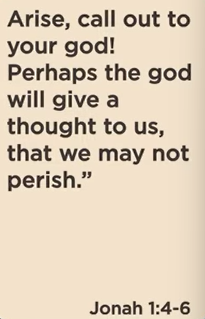 Arise, call out to
your god!
Perhaps the god
will give a
thought to us,
that we may not
perish.”
Jonah 1:4-6